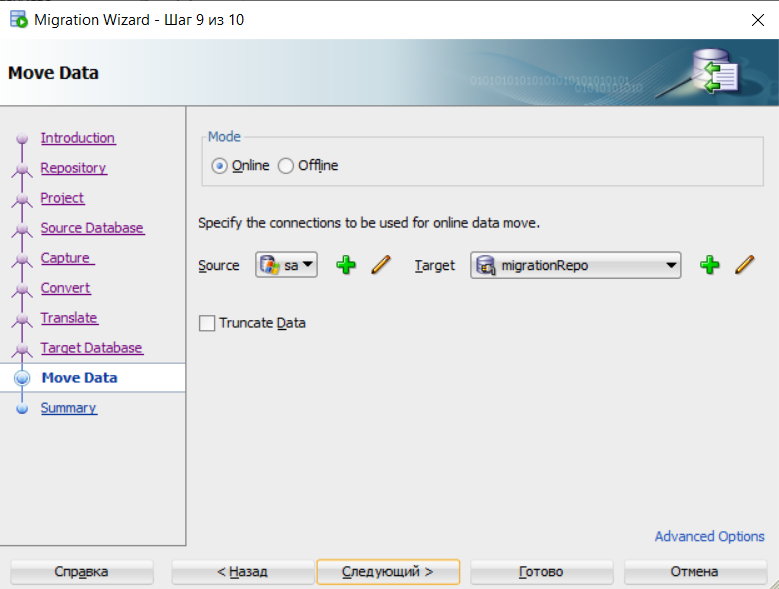 Migration Wizard - Шаг 9 из 10
Move Data
Introduction
Repository
Project
Source Database
Capture
Convert
Translate
Target Database
Move Data
Summary
Mode
Online Offline
Specify the connections to be used for online data move.
Source sa Target migrationRepo
Truncate Data
Advanced Options
Справка < Назад Следующий > Готово Отмена